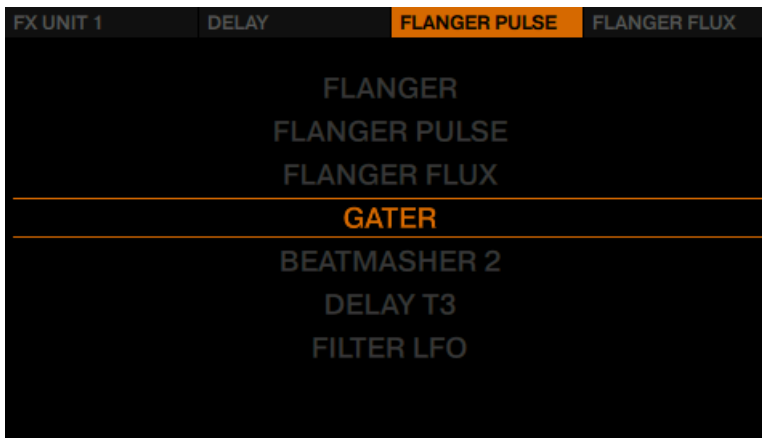 FX UNIT 1 DELAY FLANGER PULSE FLANGER FLUX
FLANGER
FLANGER PULSE
FLANGER FLUX
GATER
BEATMASHER 2
DELAY T3
FILTER LFO